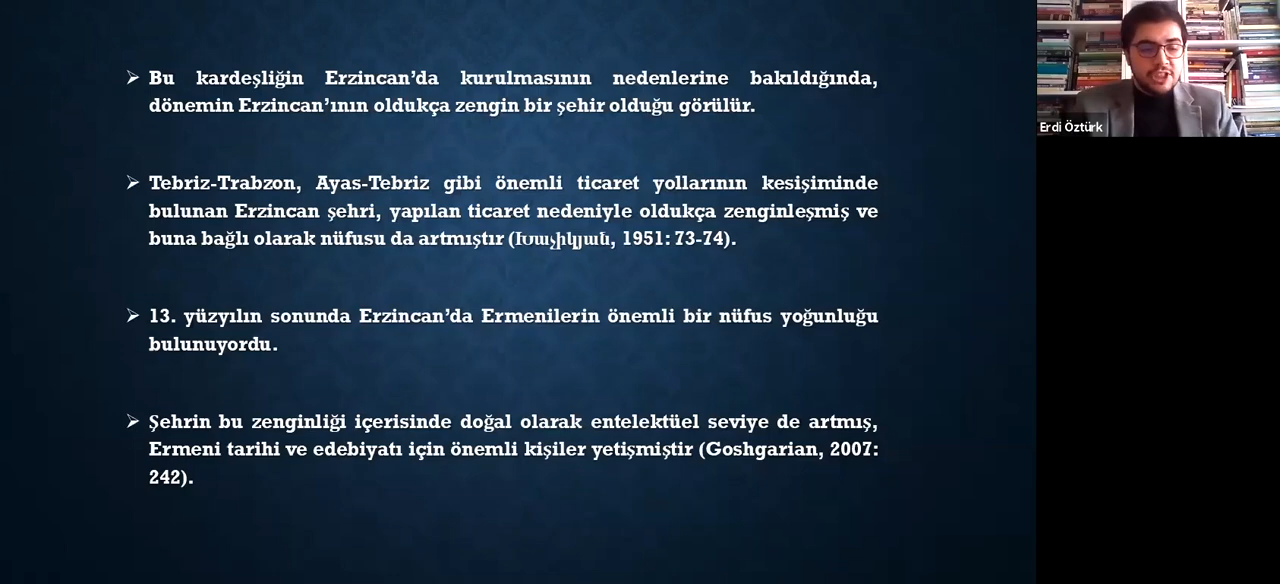 Bu kardeşliğin Erzincan’da kurulmasının nedenlerine bakıldığında,
dönemin Erzincan’ının oldukça zengin bir şehir olduğu görülür.
Tebriz-Trabzon, Ayas-Tebriz gibi önemli ticaret yollarının kesişiminde
bulunan Erzincan şehri, yapılan ticaret nedeniyle oldukça zenginleşmiş ve
buna bağlı olarak nüfusu da artmıştır (Խաչիկյան, 1951: 73-74).
13. yüzyılın sonunda Erzincan’da Ermenilerin önemli bir nüfus yoğunluğu
bulunuyordu.
Şehrin bu zenginliği içerisinde doğal olarak entelektüel seviye de artmış,
Ermeni tarihi ve edebiyatı için önemli kişiler yetişmiştir (Goshgarian, 2007:
242).
Erdi Öztürk